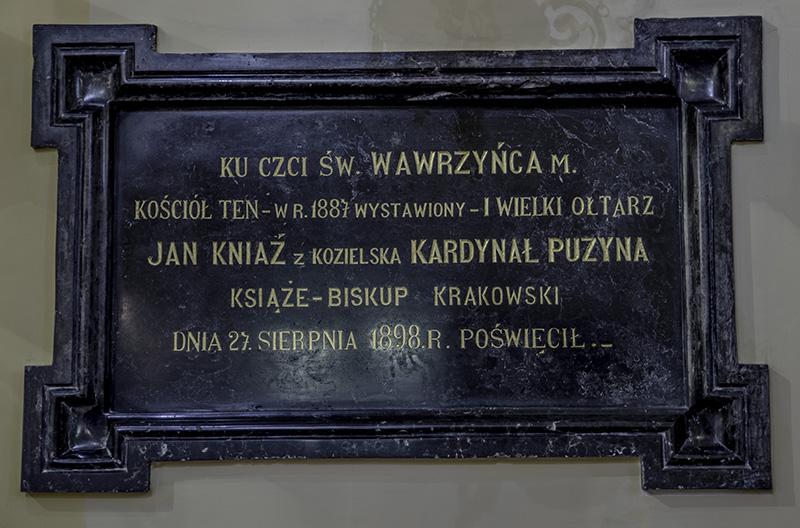 KU CZCI ŚW. WAWRZYŃCA M.
KOŚCIÓŁ TEN – W R. 1887 WYSTAWIONY – I WIELKI OŁTARZ
JAN KNIAŹ Z KOZIELSKA KARDYNAŁ PUZYNA
KSIĄŻE-BISKUP KRAKOWSKI
DNIA 27. SIERPNIA 1898. R. POŚWIĘCIŁ. –